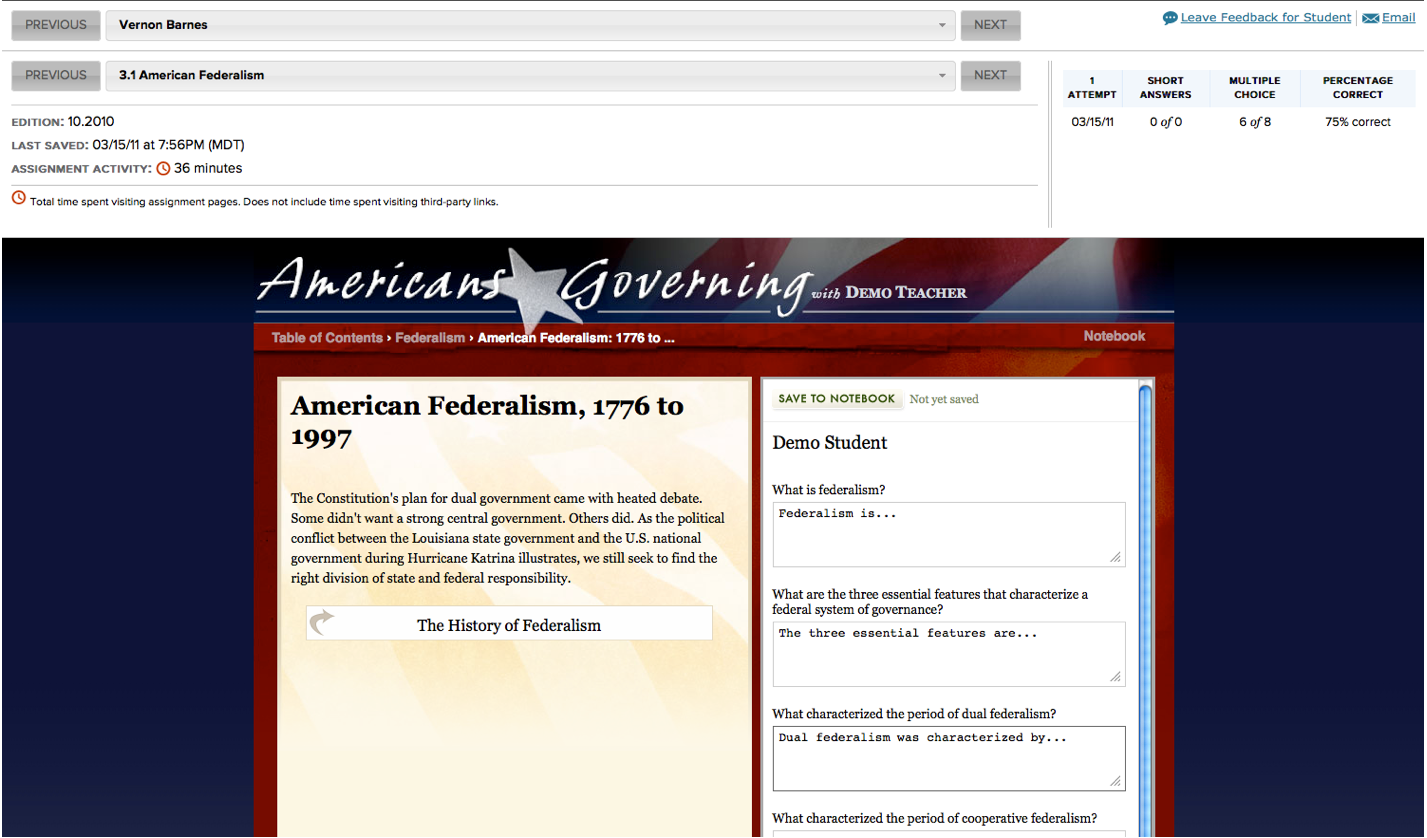 PREVIOUS Vernon Barnes NEXT
Leave Feedback for Student Email
PREVIOUS 3.1 American Federalism NEXT
EDITION: 10.2010
LAST SAVED: 03/15/11 at 7:56PM (MDT)
ASSIGNMENT ACTIVITY: 36 minutes
Total time spent visiting assignment pages. Does not include time spent visiting third-party links.
1 ATTEMPT SHORT ANSWERS MULTIPLE CHOICE PERCENTAGE CORRECT
03/15/11 0 of 0 6 of 8 75% correct
Americans Governing with DEMO TEACHER
Table of Contents › Federalism › American Federalism: 1776 to ... Notebook
American Federalism, 1776 to
1997
The Constitution's plan for dual government came with heated debate.
Some didn't want a strong central government. Others did. As the political
conflict between the Louisiana state government and the U.S. national
government during Hurricane Katrina illustrates, we still seek to find the
right division of state and federal responsibility.
The History of Federalism
SAVE TO NOTEBOOK Not yet saved
Demo Student
What is federalism?
Federalism is...
What are the three essential features that characterize a
federal system of governance?
The three essential features are...
What characterized the period of dual federalism?
Dual federalism was characterized by...
What characterized the period of cooperative federalism?